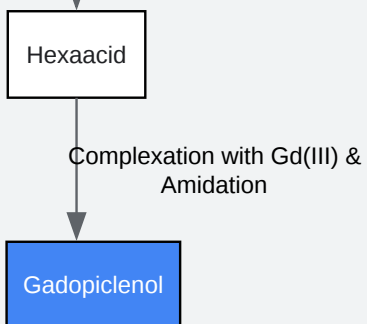 Hexaacid
Complexation with Gd(III) &
Amidation
Gadopiclenol